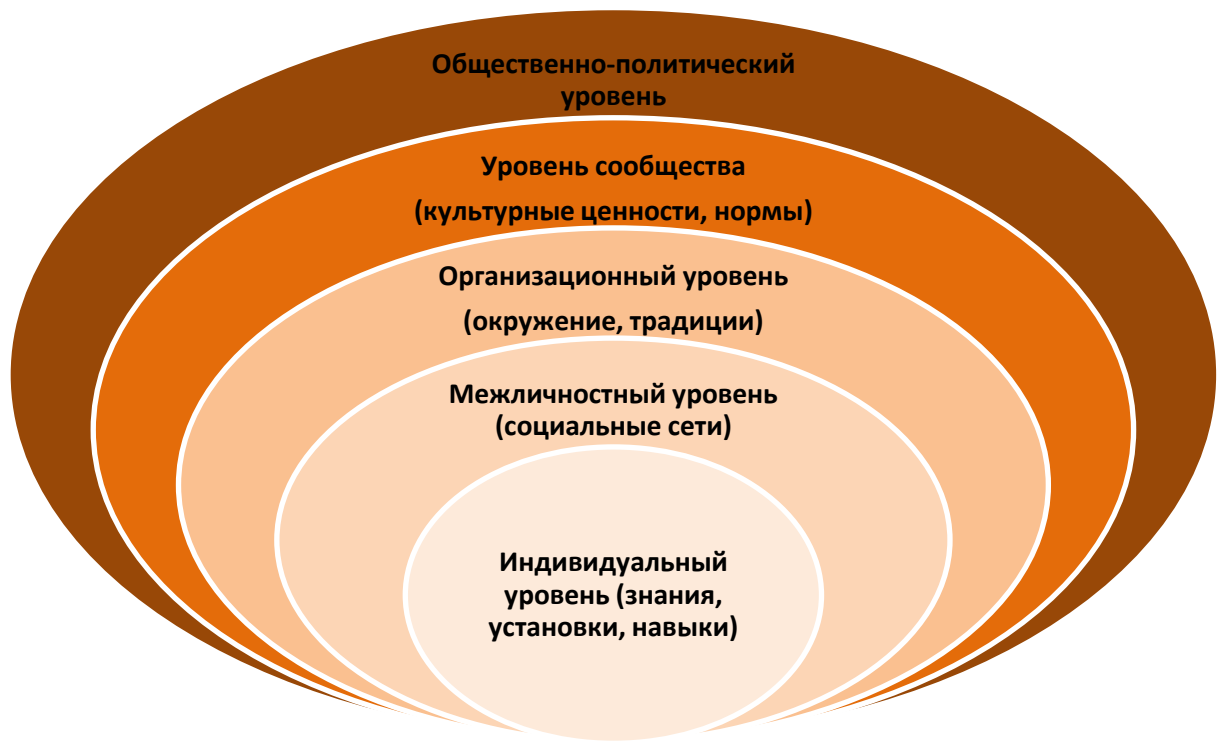 Общественно-политический
уровень
Уровень сообщества
(культурные ценности, нормы)
Организационный уровень
(окружение, традиции)
Межличностный уровень
(социальные сети)
Индивидуальный
уровень (знания,
установки, навыки)